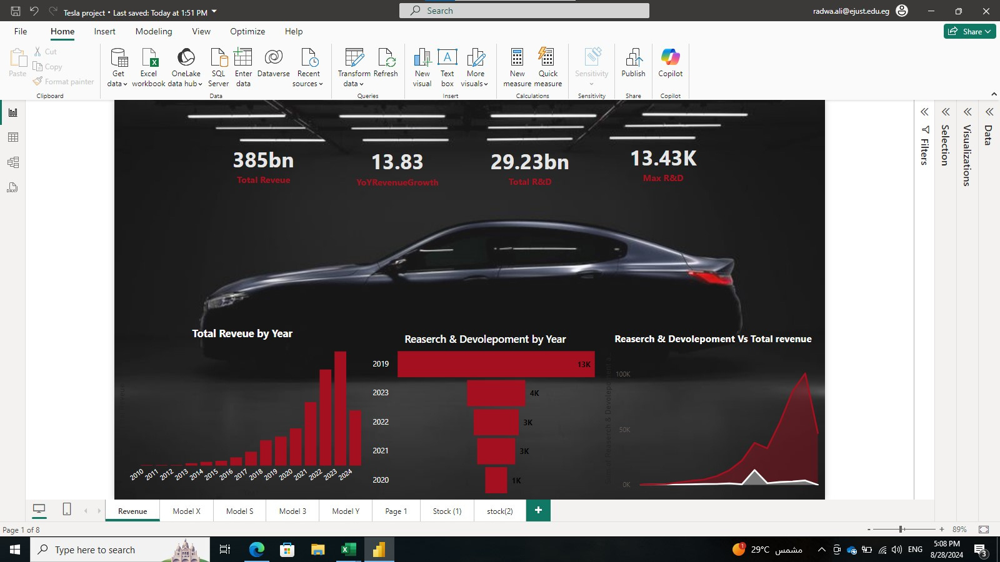 Tesla project • Last saved: Today at 1:51 PM
Search
radwa.ali@ejust.edu.eg
File
Home
Insert
Modeling
View
Optimize
Help
Share
Paste
Cut
Copy
Format painter
Get data
Excel workbook
OneLake data hub
SQL Server
Enter data
Dataverse
Recent sources
Transform data
Refresh
New visual
Text box
More visuals
New measure
Quick measure
Sensitivity
Publish
Copilot
Clipboard
Data
Queries
Insert
Calculations
Sensitivity
Share
Copilot
DAX
385bn
Total Reveue
13.83
YoYRevenueGrowth
29.23bn
Total R&D
13.43K
Max R&D
Filters
Selection
Visualizations
Data
Total Reveue by Year
2010
2011
2012
2013
2014
2015
2016
2017
2018
2019
2020
2021
2022
2023
2024
Reaserch & Devolepoment by Year
2019
13K
2023
4K
2022
3K
2021
3K
2020
1K
Reaserch & Devolepoment Vs Total revenue
Sum of Reaserch & Devolepoment a...
100K
50K
0K
Revenue
Model X
Model S
Model 3
Model Y
Page 1
Stock (1)
stock(2)
+
Page 1 of 8
- + 89%
Type here to search
1
29°C مشمس
ENG
5:08 PM
8/28/2024
3